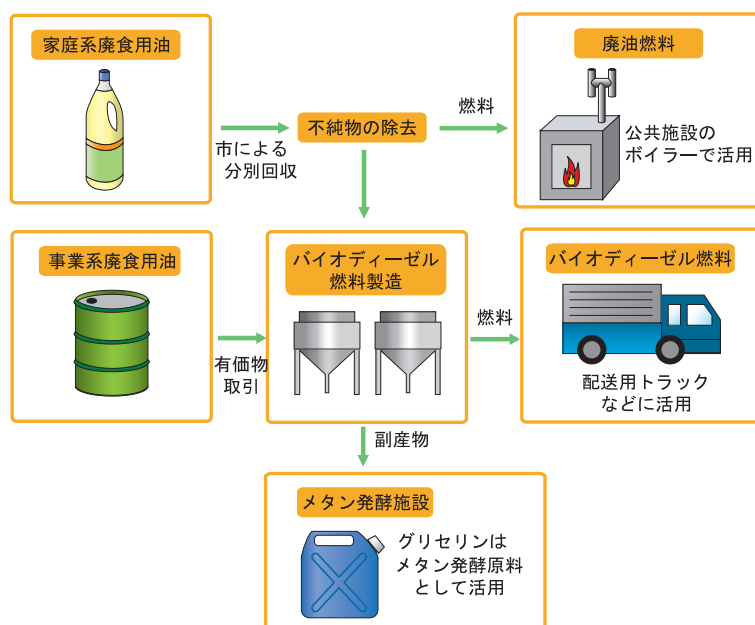 家庭系廃食用油
市による
分別回収
不純物の除去
燃料
廃油燃料
公共施設の
ボイラーで活用
事業系廃食用油
有価物
取引
バイオディーゼル
燃料製造
燃料
バイオディーゼル燃料
配送用トラック
などに活用
副産物
メタン発酵施設
グリセリンは
メタン発酵原料
として活用